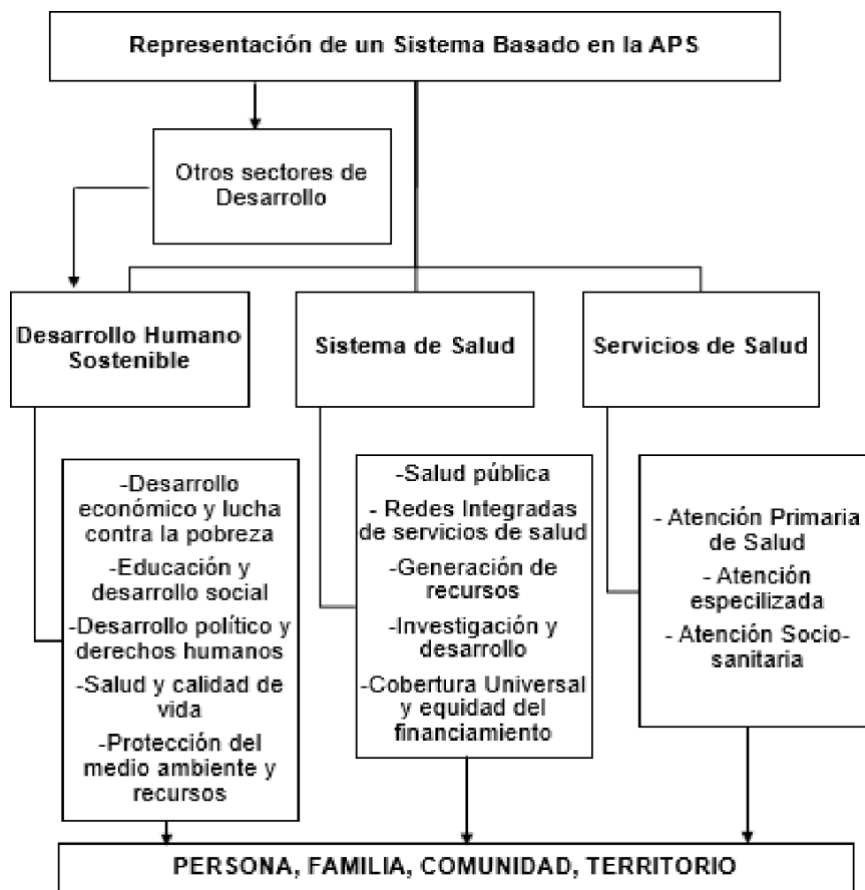 Representación de un Sistema Basado en la APS
Otros sectores de
Desarrollo
Desarrollo Humano
Sostenible
Sistema de Salud
Servicios de Salud
-Desarrollo
económico y lucha
contra la pobreza
-Educación y
desarrollo social
-Desarrollo político y
derechos humanos
-Salud y calidad de
vida
-Protección del
medio ambiente y
recursos
-Salud pública
- Redes Integradas
de servicios de salud
-Generación de
recursos
-Investigación y
desarrollo
-Cobertura Universal
y equidad del
financiamiento
- Atención Primaria
de Salud
- Atención
especilizada
- Atención Socio-
sanitaria
PERSONA, FAMILIA, COMUNIDAD, TERRITORIO